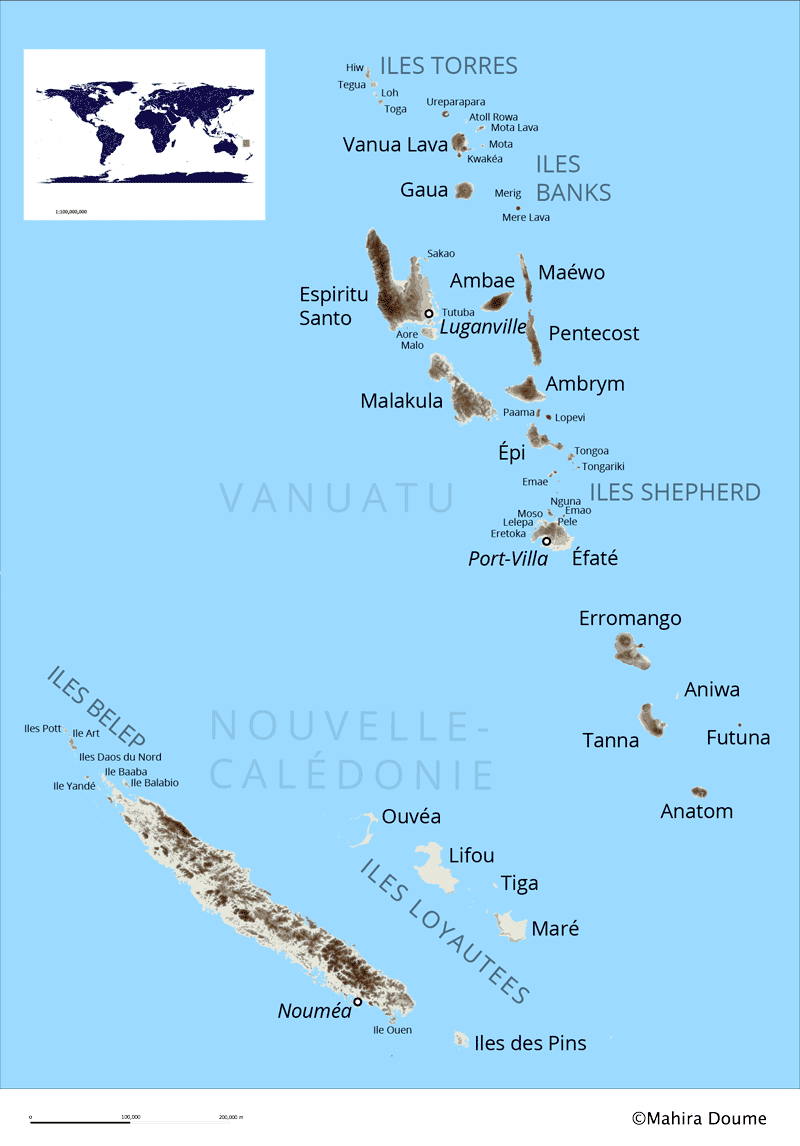 Hiw
ILES TORRES
Tegua
Loh
Toga
Ureparapara
Atoll Rowa
Mota Lava
Vanua Lava
Mota
Kwakéa
ILES
BANKS
Gaua
Merig
Mere Lava
1:100,000,000
Sakao
Ambae
Maéwo
Espiritu
Santo
Tutuba
Luganville
Aore
Malo
Pentecost
Malakula
Ambrym
Paama
Lopevi
Épi
Tongoa
Tongariki
Emae
VANUATU
ILES SHEPHERD
Nguna
Emao
Moso
Lelepa
Pele
Eretoka
Port-Villa
Éfaté
Erromango
Aniwa
Tanna
Futuna
Anatom
ILES BELEP
Iles Pott
Ile Art
Iles Daos du Nord
Ile Baaba
Ile Yandé
Ile Balabio
NOUVELLE-
CALÉDONIE
Ouvéa
Lifou
Tiga
Maré
ILES LOYAUTEES
Nouméa
Ile Ouen
Iles des Pins
0 100,000 200,000 m
©Mahira Doume